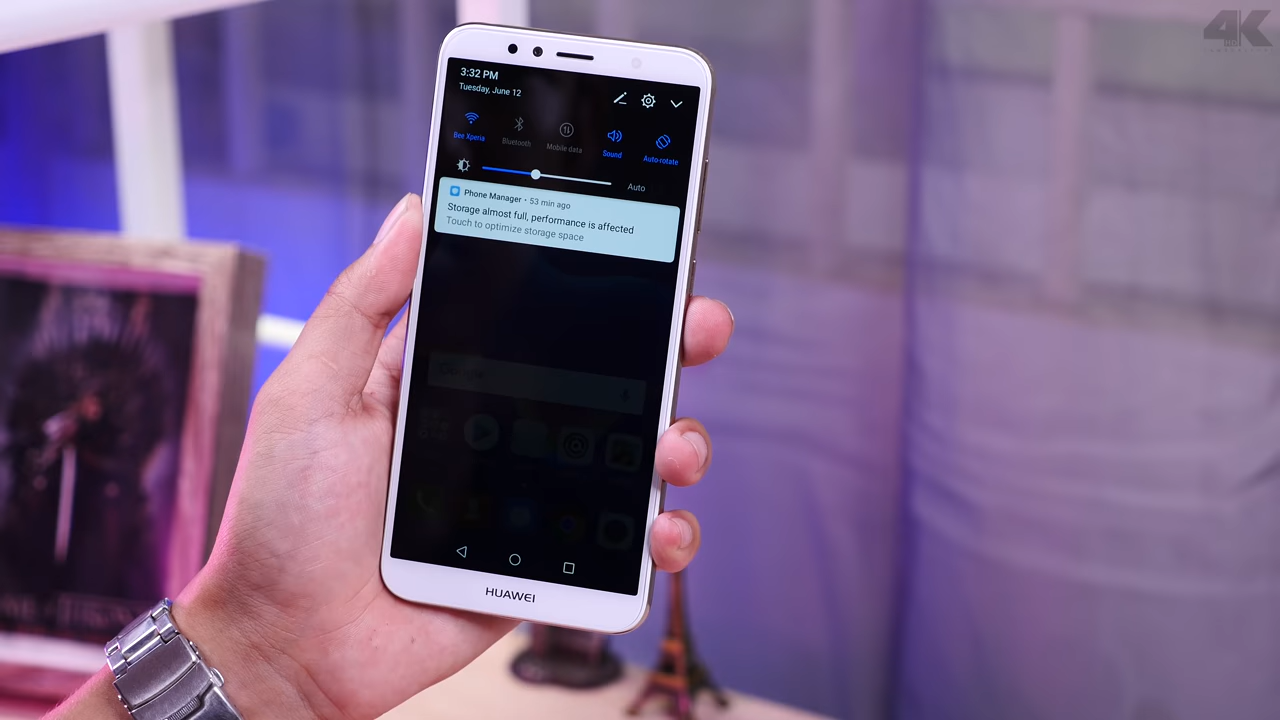 4K
3:32 PM
Tuesday, June 12
Bee Xperia
Bluetooth
Mobile data
Sound
Auto-rotate
Auto
Phone Manager • 53 min ago
Storage almost full, performance is affected
Touch to optimize storage space
Google
HUAWEI